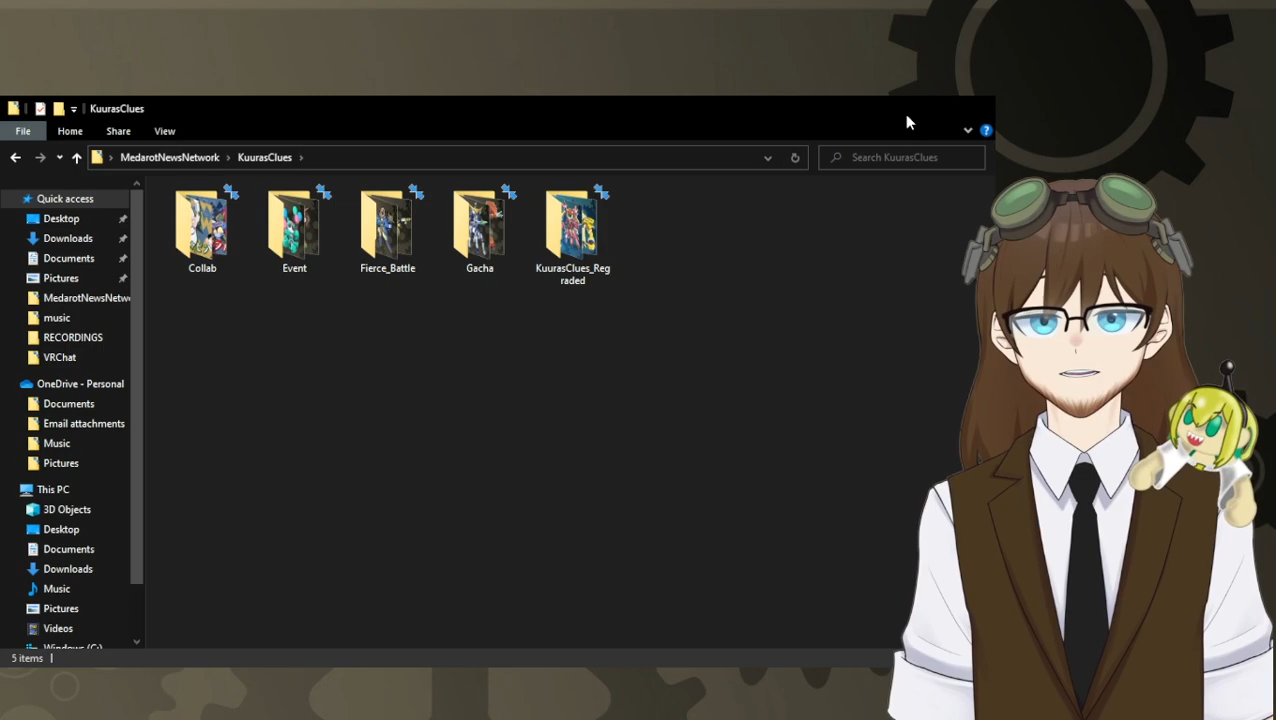 KuurasClues
File Home Share View
MedarotNewsNetwork > KuurasClues >
Search KuurasClues
Quick access
Desktop
Downloads
Documents
Pictures
MedarotNewsNetw
music
RECORDINGS
VRChat
OneDrive - Personal
Documents
Email attachments
Music
Pictures
This PC
3D Objects
Desktop
Documents
Downloads
Music
Pictures
Videos
Windows (C:)
Collab
Event
Fierce_Battle
Gacha
KuurasClues_Reg
raded
5 items